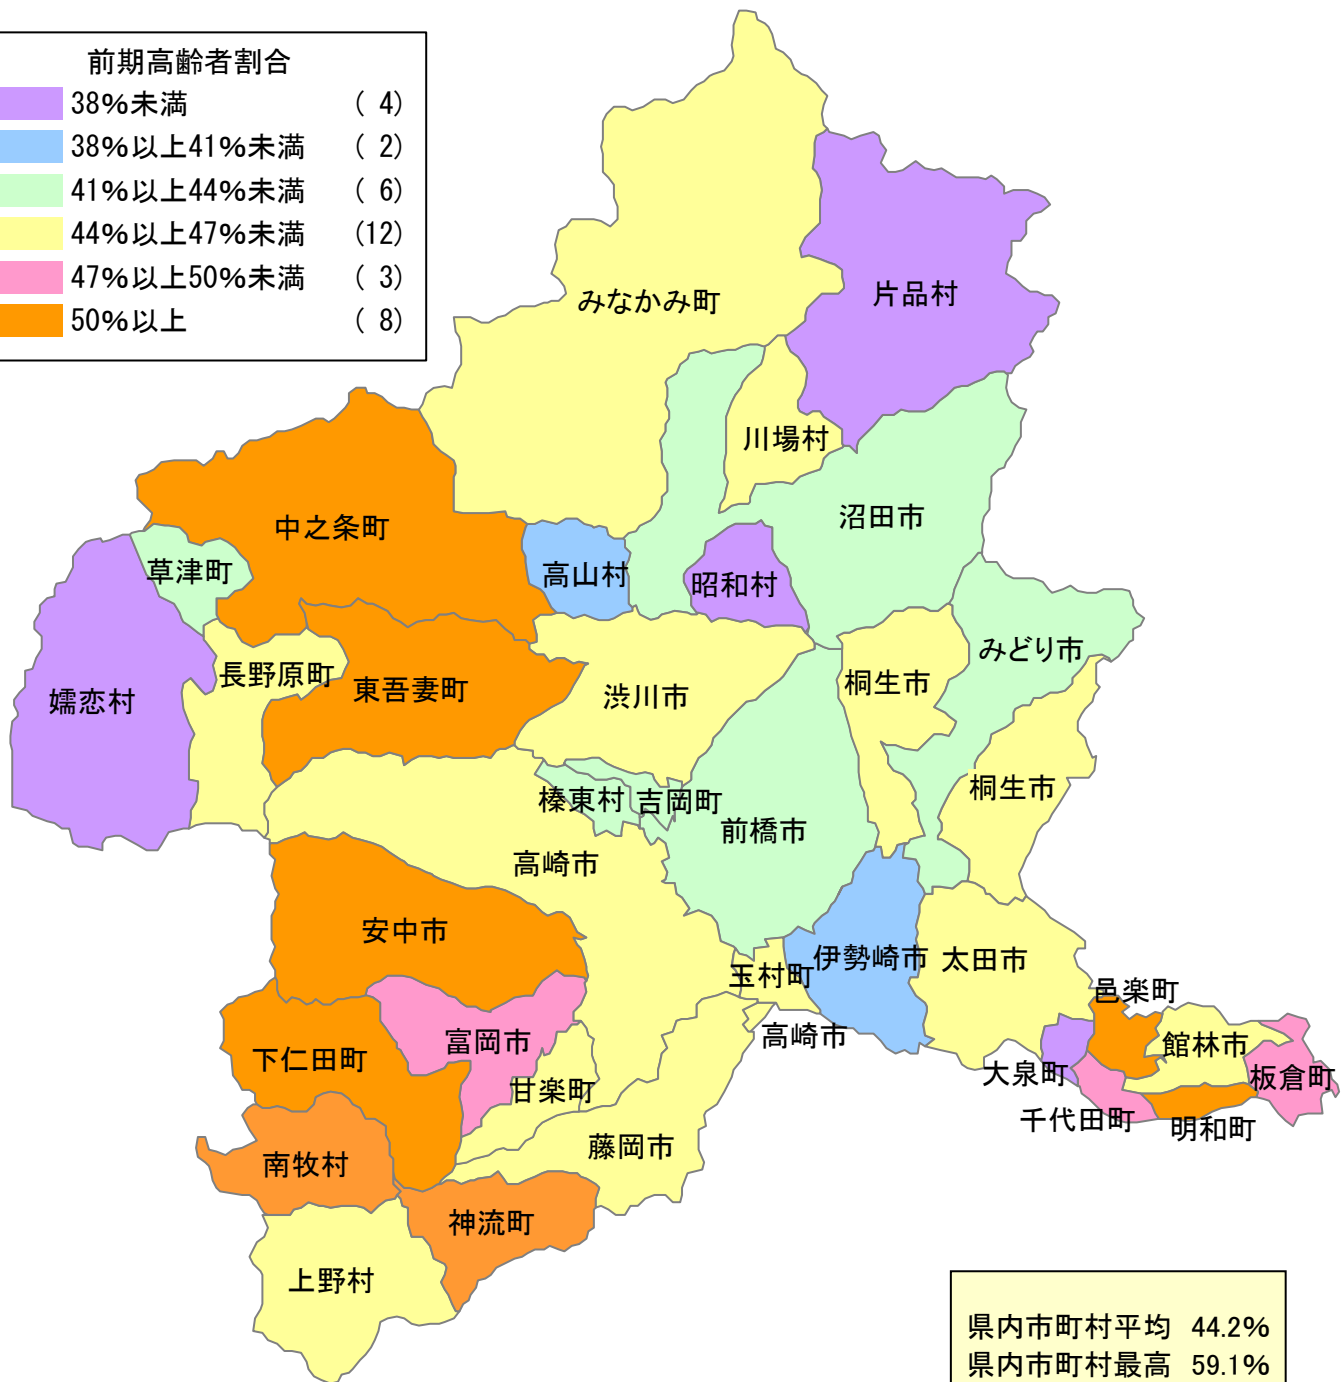 前期高齢者割合
38%未満 ( 4)
38%以上41%未満 ( 2)
41%以上44%未満 ( 6)
44%以上47%未満 (12)
47%以上50%未満 ( 3)
50%以上 ( 8)
みなかみ町
片品村
川場村
沼田市
中之条町
草津町
高山村
昭和村
みどり市
長野原町
東吾妻町
嬬恋村
渋川市
桐生市
桐生市
榛東村
吉岡町
前橋市
高崎市
安中市
伊勢崎市
太田市
玉村町
邑楽町
高崎市
富岡市
館林市
下仁田町
大泉町
板倉町
甘楽町
千代田町
明和町
藤岡市
南牧村
神流町
上野村
県内市町村平均 44.2%
県内市町村最高 59.1%